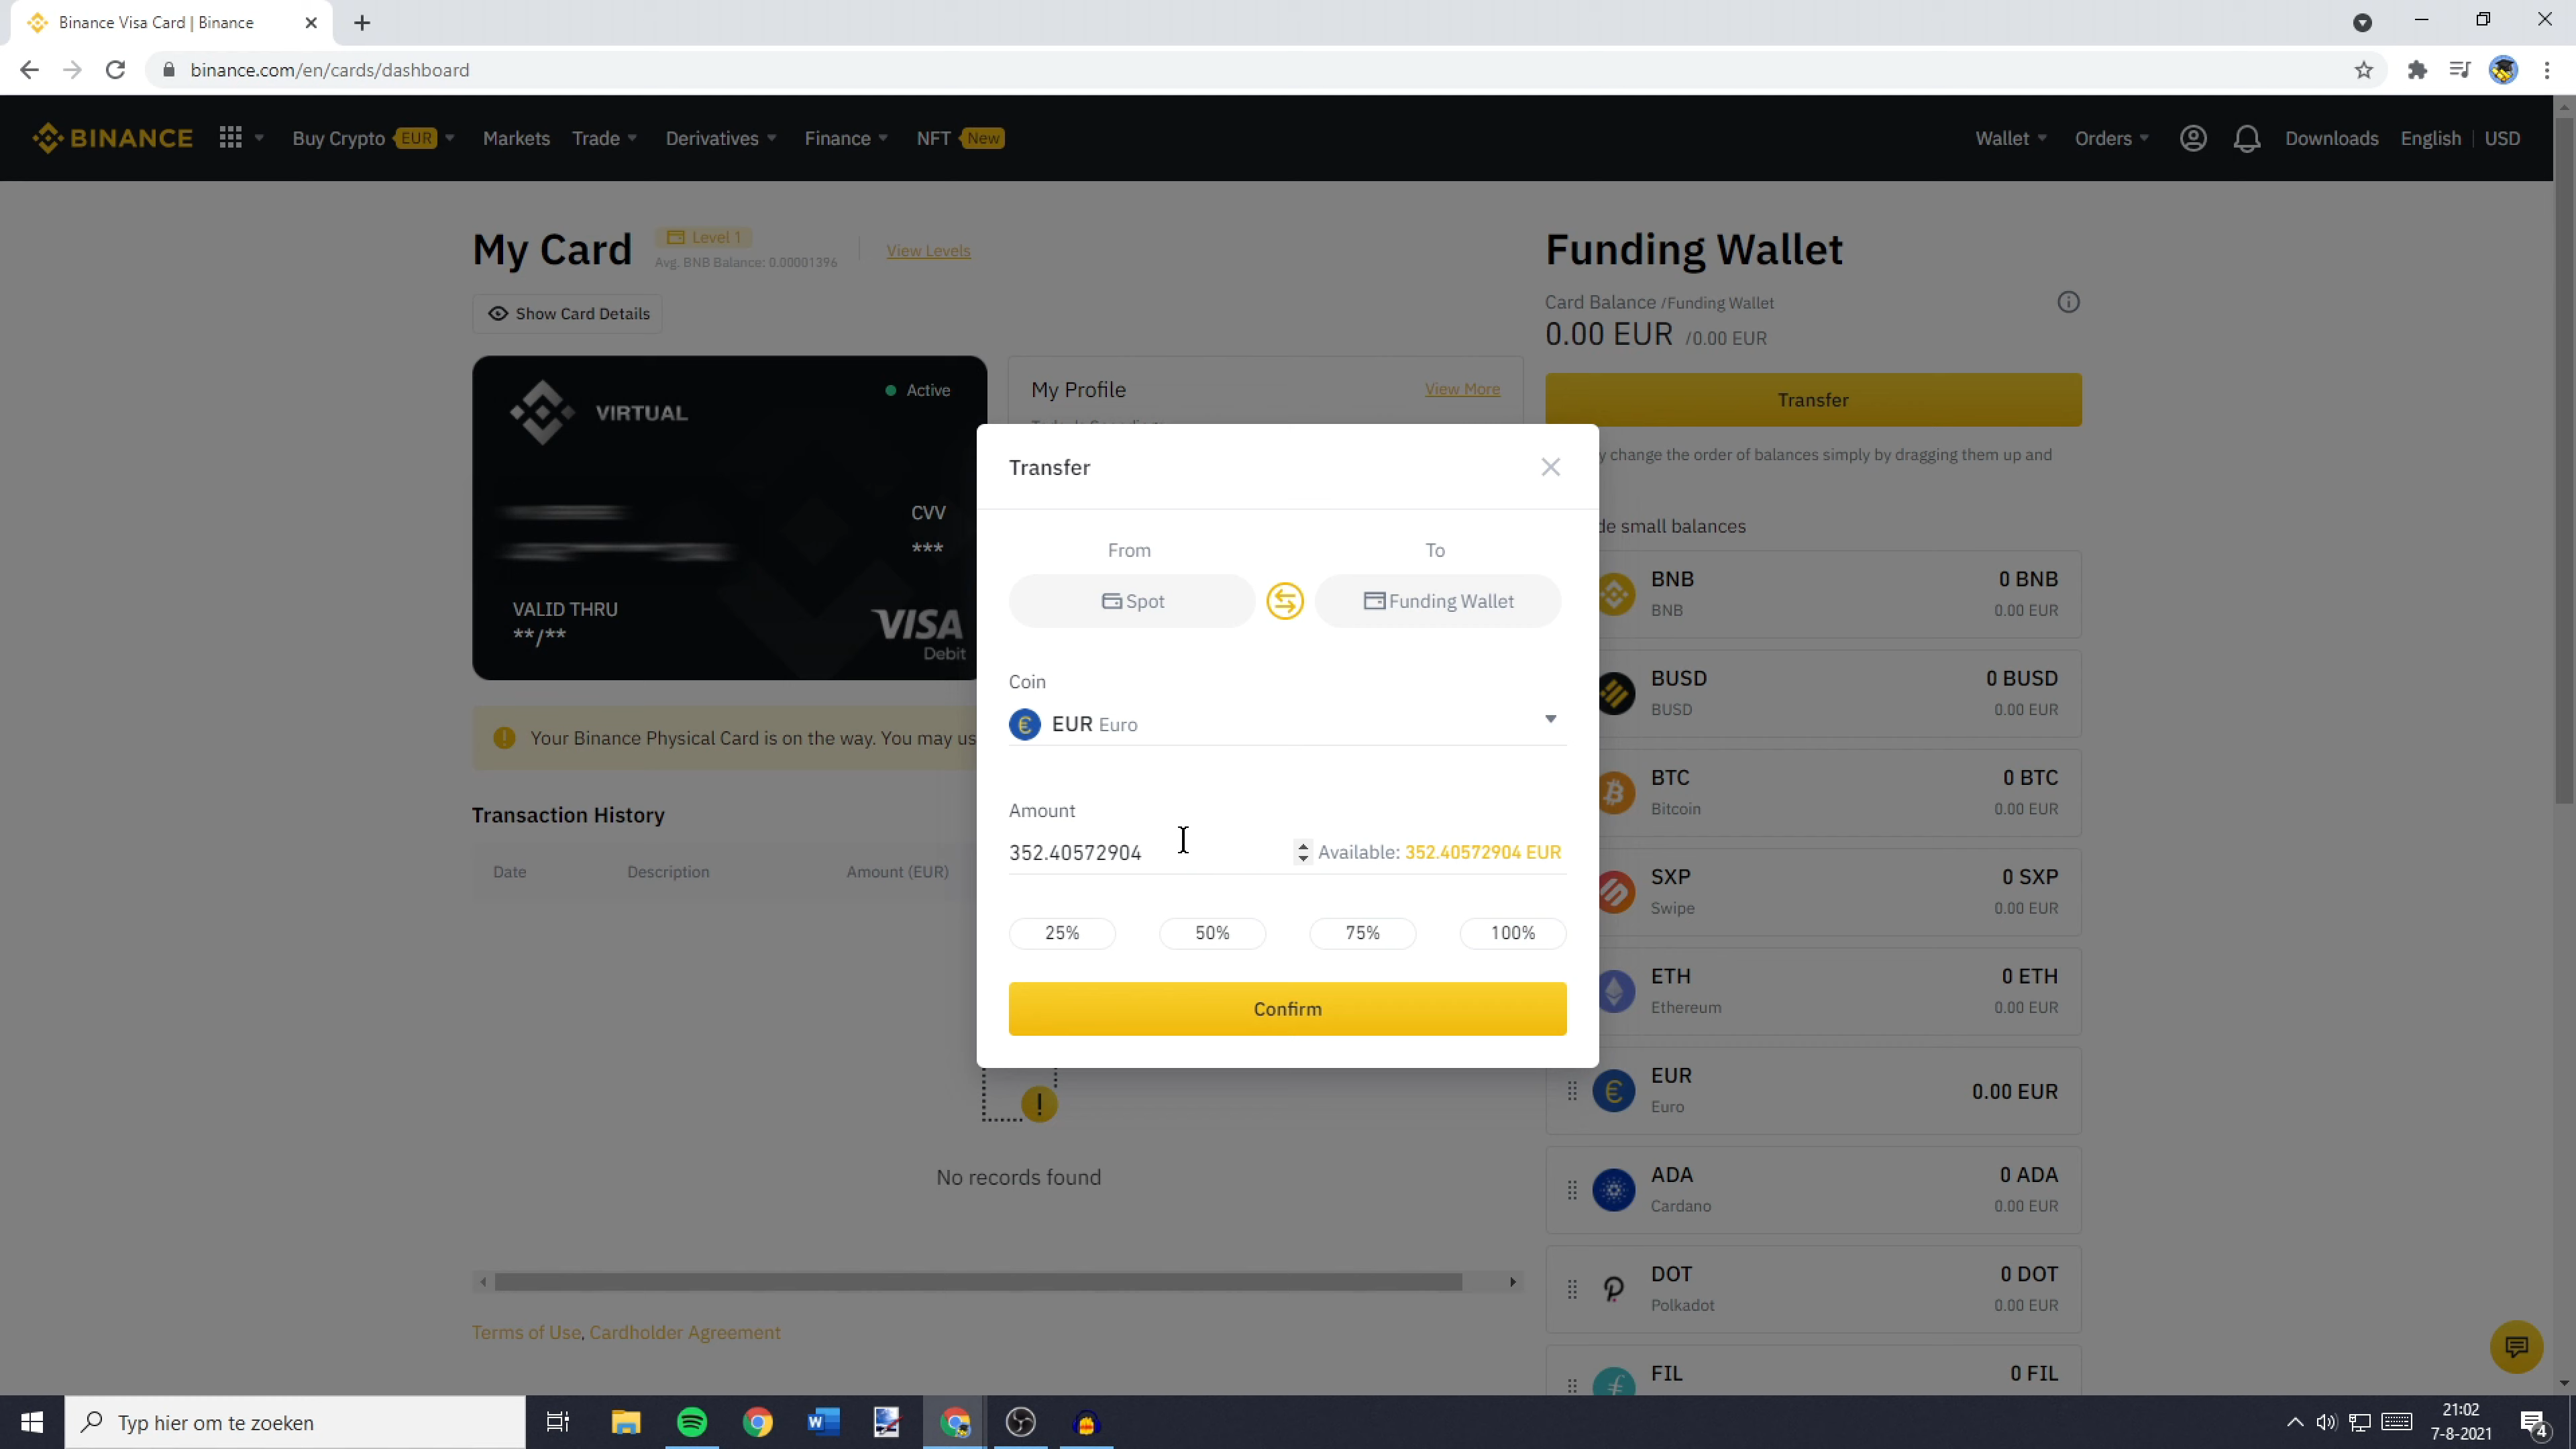 Binance Visa Card | Binance
binance.com/en/cards/dashboard
BINANCE Buy Crypto EUR Markets Trade Derivatives Finance NFT New Wallet Orders Downloads English USD
My Card Level 1
Avg. BNB Balance: 0.00001396
View Levels
Show Card Details
VIRTUAL
Active
CVV
***
VALID THRU
**/**
VISA
Debit
My Profile View More
Your Binance Physical Card is on the way. You may us
Transaction History
Date Description Amount (EUR)
No records found
Terms of Use, Cardholder Agreement
Transfer
From To
Spot Funding Wallet
Coin
EUR Euro
Amount
352.40572904 Available: 352.40572904 EUR
25% 50% 75% 100%
Confirm
Funding Wallet
Card Balance /Funding Wallet
0.00 EUR /0.00 EUR
Transfer
y change the order of balances simply by dragging them up and
de small balances
BNB 0 BNB
BNB 0.00 EUR
BUSD 0 BUSD
BUSD 0.00 EUR
BTC 0 BTC
Bitcoin 0.00 EUR
SXP 0 SXP
Swipe 0.00 EUR
ETH 0 ETH
Ethereum 0.00 EUR
EUR 0.00 EUR
Euro
ADA 0 ADA
Cardano 0.00 EUR
DOT 0 DOT
Polkadot 0.00 EUR
FIL 0 FIL
Typ hier om te zoeken
21:02
7-8-2021
4